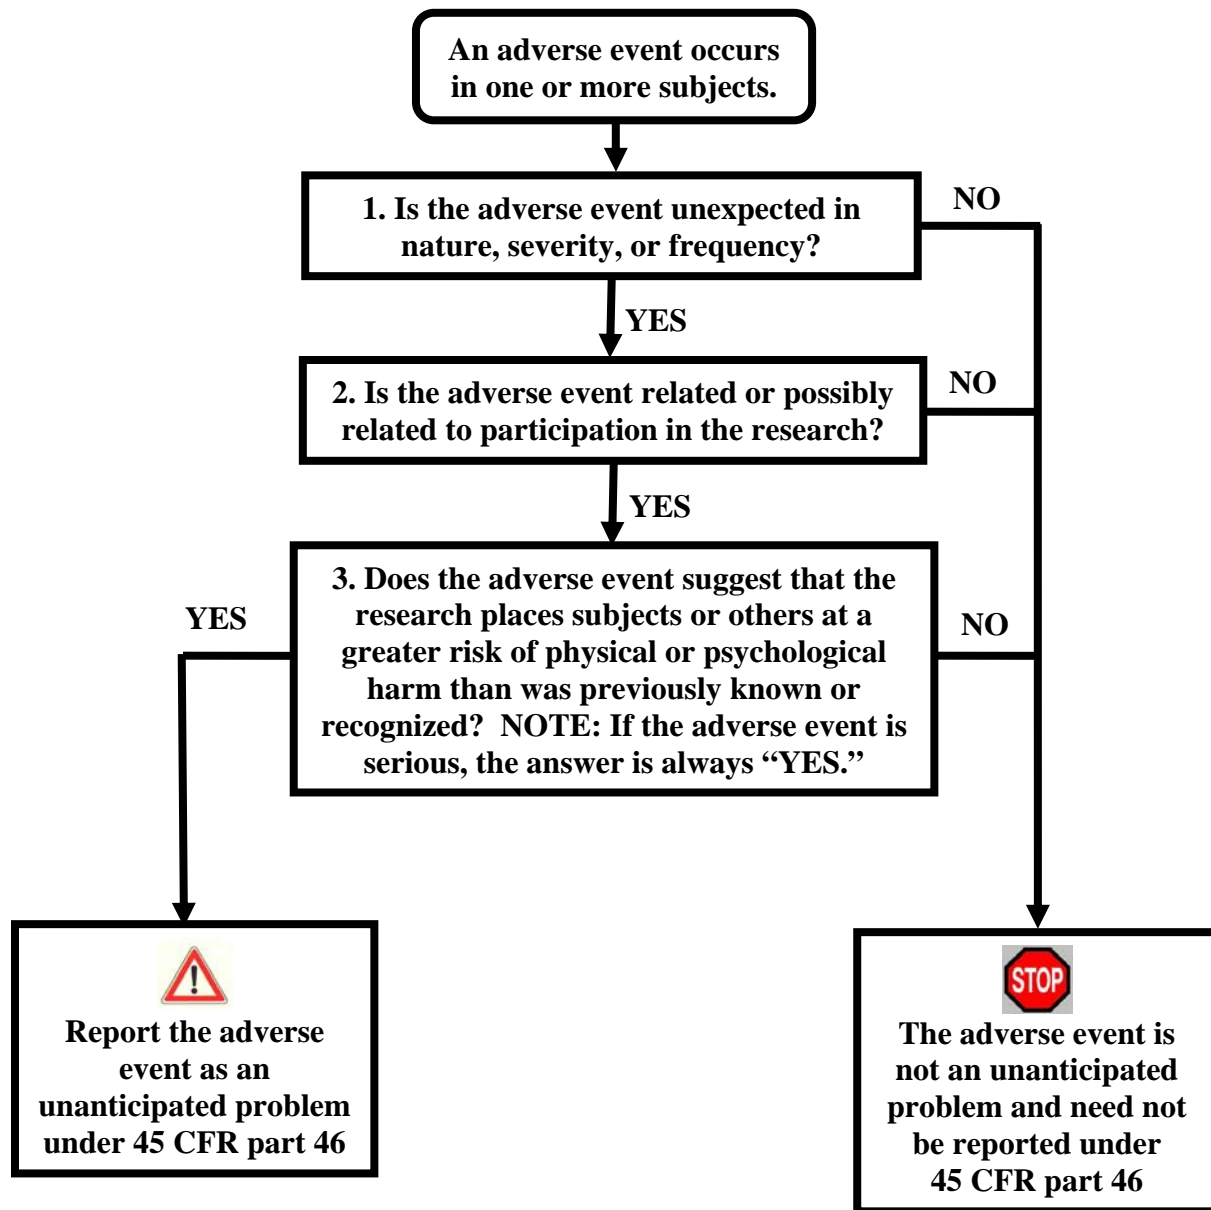 An adverse event occurs
in one or more subjects.
1. Is the adverse event unexpected in
nature, severity, or frequency?
NO
YES
2. Is the adverse event related or possibly
related to participation in the research?
NO
YES
3. Does the adverse event suggest that the
research places subjects or others at a
greater risk of physical or psychological
harm than was previously known or
recognized?  NOTE: If the adverse event is
serious, the answer is always “YES.”
YES
NO
Report the adverse
event as an
unanticipated problem
under 45 CFR part 46
STOP
The adverse event is
not an unanticipated
problem and need not
be reported under
45 CFR part 46